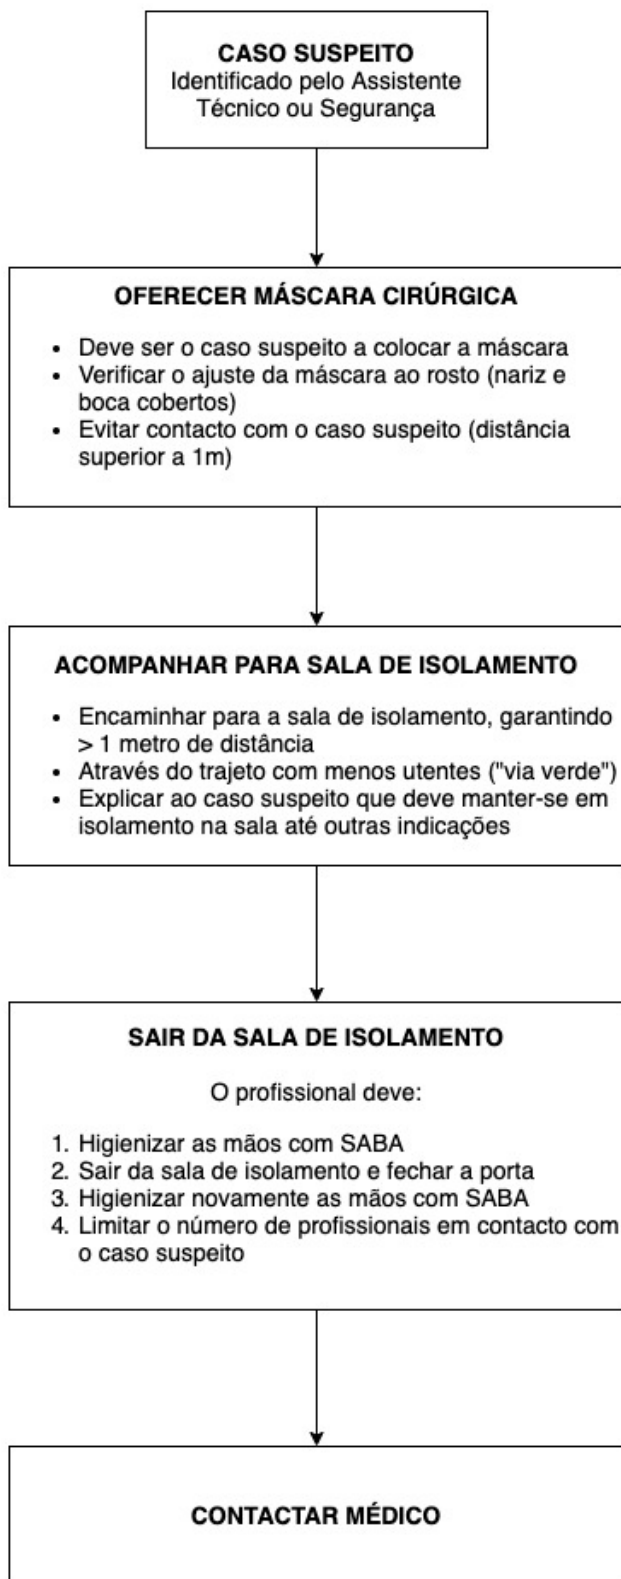 CASO SUSPEITO
Identificado pelo Assistente
Técnico ou Segurança
OFERECER MÁSCARA CIRÚRGICA
• Deve ser o caso suspeito a colocar a máscara
• Verificar o ajuste da máscara ao rosto (nariz e
boca cobertos)
• Evitar contacto com o caso suspeito (distância
superior a 1m)
ACOMPANHAR PARA SALA DE ISOLAMENTO
• Encaminhar para a sala de isolamento, garantindo
> 1 metro de distância
• Através do trajeto com menos utentes ("via verde")
• Explicar ao caso suspeito que deve manter-se em
isolamento na sala até outras indicações
SAIR DA SALA DE ISOLAMENTO
O profissional deve:
1. Higienizar as mãos com SABA
2. Sair da sala de isolamento e fechar a porta
3. Higienizar novamente as mãos com SABA
4. Limitar o número de profissionais em contacto com
o caso suspeito
CONTACTAR MÉDICO